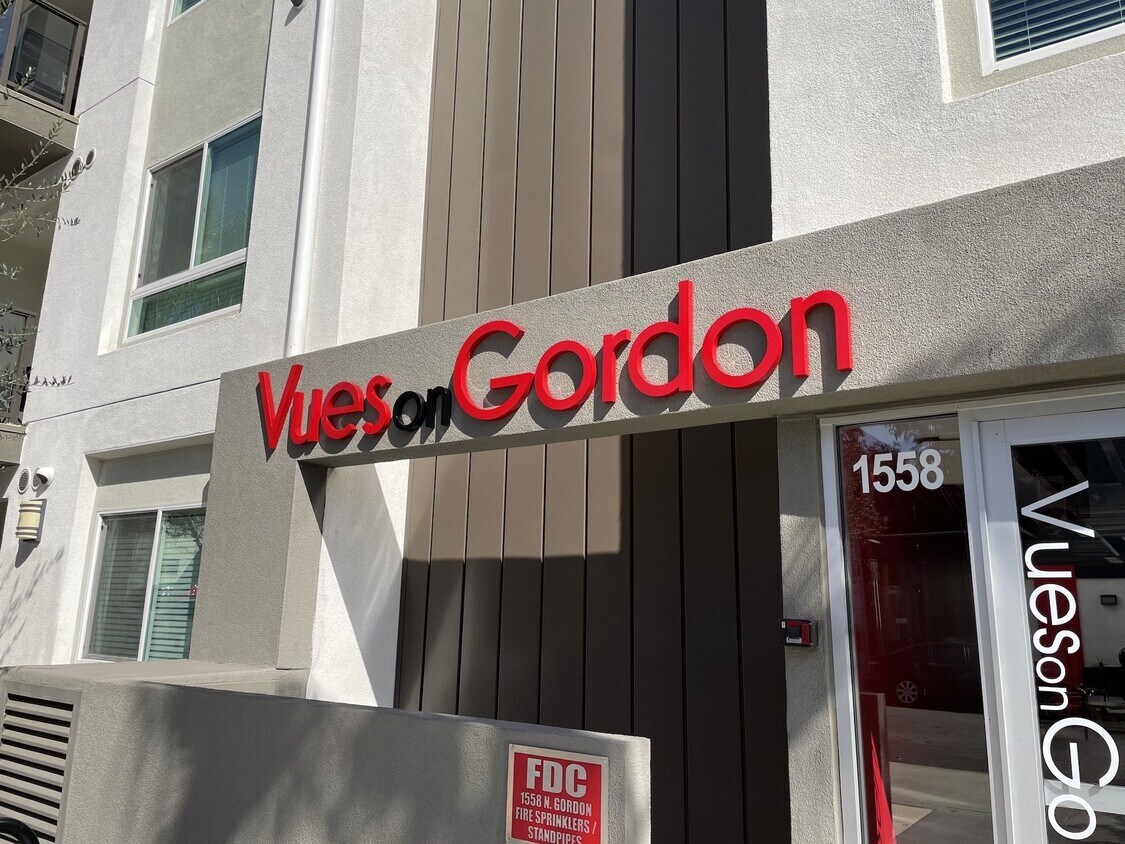 Vues on Gordon
1558
Vues on Go
FDC
1558 N. GORDON
FIRE SPRINKLERS /
STANDPIPES